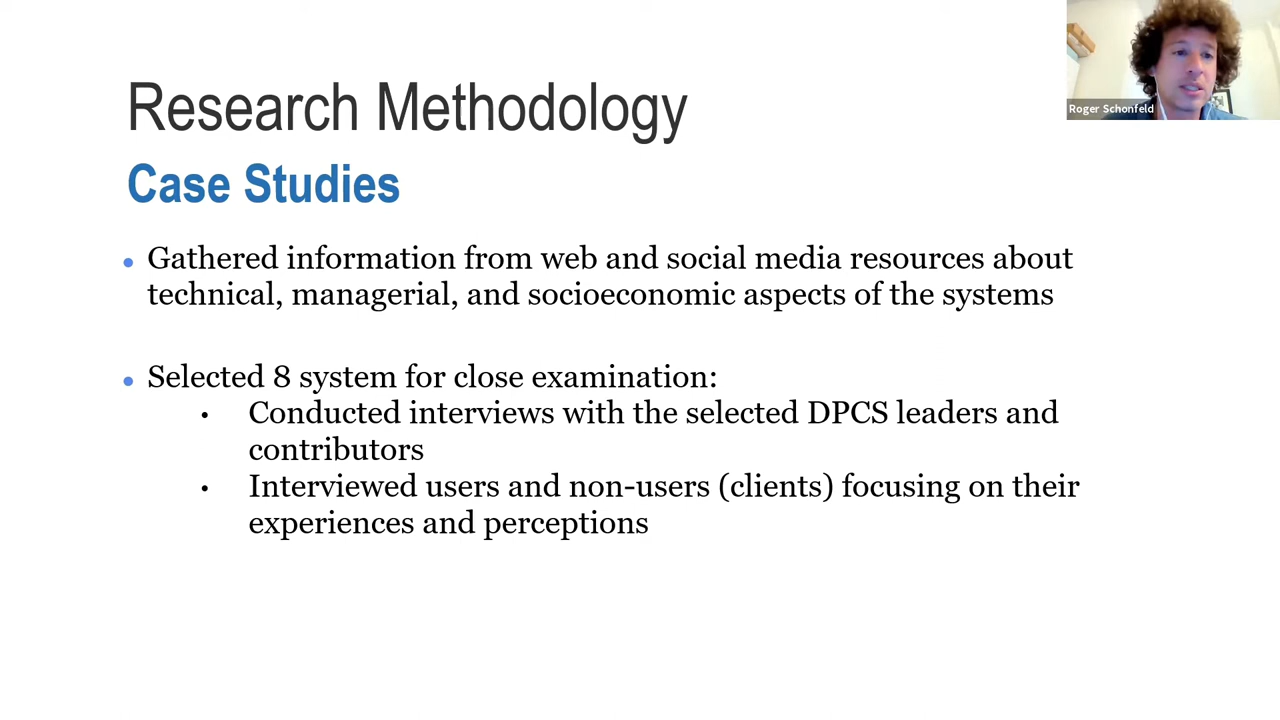 Research Methodology
Case Studies
• Gathered information from web and social media resources about
technical, managerial, and socioeconomic aspects of the systems
• Selected 8 system for close examination:
• Conducted interviews with the selected DPCS leaders and
contributors
• Interviewed users and non-users (clients) focusing on their
experiences and perceptions
Roger Schonfeld